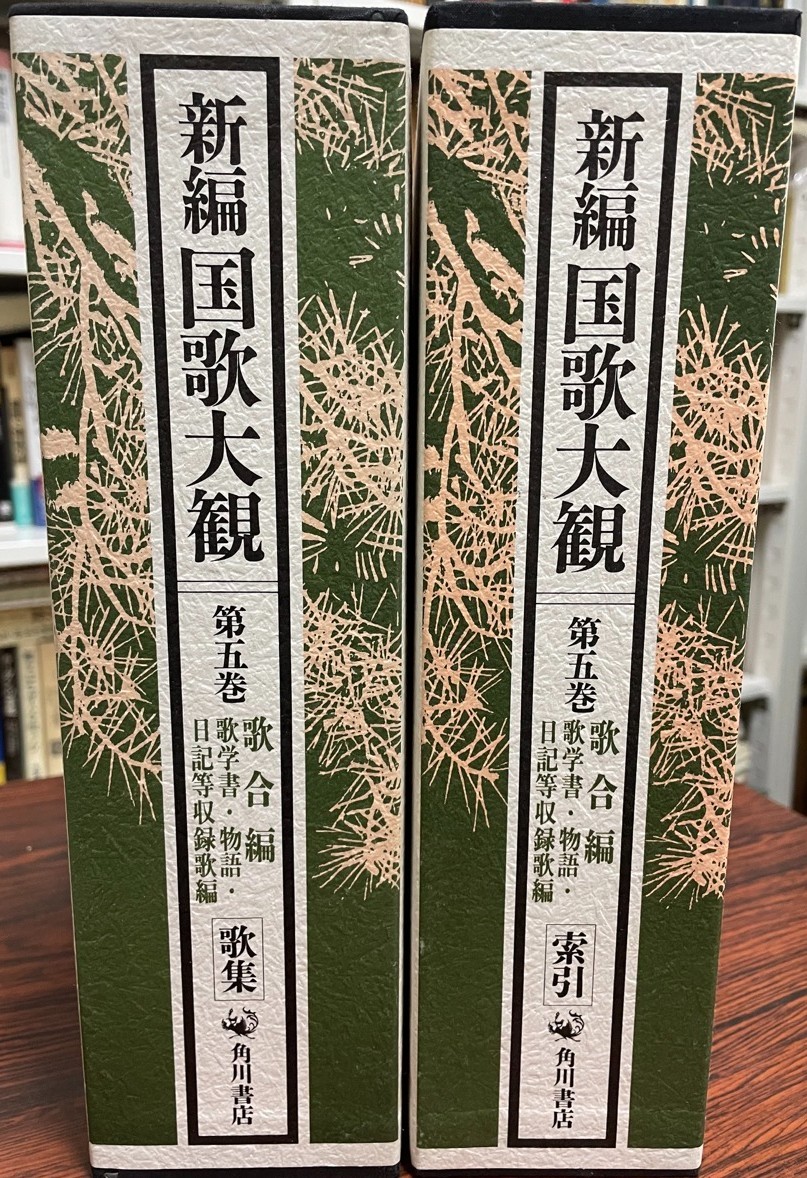 新編国歌大観
第五巻
歌合編
歌学書・物語・
日記等収録歌編
歌集
角川書店
新編国歌大観
第五巻
歌合編
歌学書・物語・
日記等収録歌編
索引
角川書店